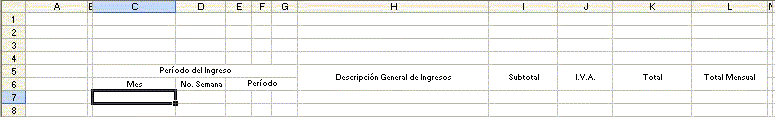 A B C D E F G H I J K L M
1
2
3
4
5 Período del Ingreso Descripción General de Ingresos Subtotal I.V.A. Total Total Mensual
6 Mes No. Semana Período
7
8